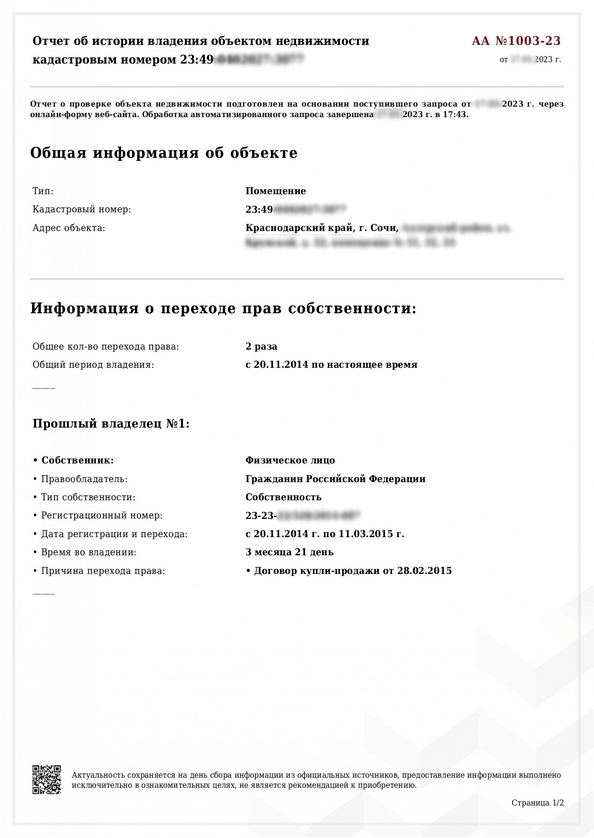 Отчет об истории владения объектом недвижимости
кадастровым номером 23:49
АА №1003-23
от 2023 г.
Отчет о проверке объекта недвижимости подготовлен на основании поступившего запроса от 2023 г. через
онлайн-форму веб-сайта. Обработка автоматизированного запроса завершена 2023 г. в 17:43.
Общая информация об объекте
Тип: Помещение
Кадастровый номер: 23:49
Адрес объекта: Краснодарский край, г. Сочи,
Информация о переходе прав собственности:
Общее кол-во перехода права: 2 раза
Общий период владения: с 20.11.2014 по настоящее время
Прошлый владелец №1:
• Собственник: Физическое лицо
• Правообладатель: Гражданин Российской Федерации
• Тип собственности: Собственность
• Регистрационный номер: 23-23-
• Дата регистрации и перехода: с 20.11.2014 г. по 11.03.2015 г.
• Время во владении: 3 месяца 21 день
• Причина перехода права: • Договор купли-продажи от 28.02.2015
Актуальность сохраняется на день сбора информации из официальных источников, предоставление информации выполнено
исключительно в ознакомительных целях, не является рекомендацией к приобретению.
Страница 1/2